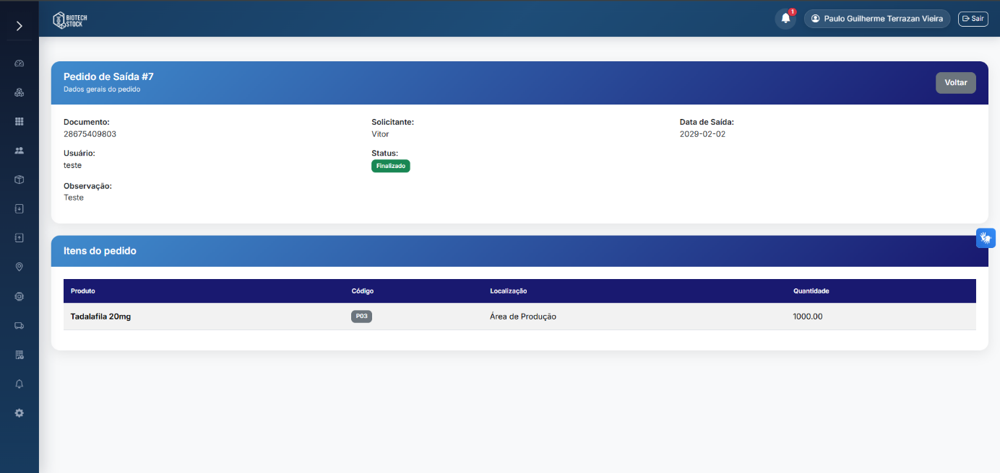 BIOTECH
STOCK
1
Paulo Guilherme Terrazan Vieira
Sair
Pedido de Saída #7
Dados gerais do pedido
Voltar
Documento:
28675409803
Solicitante:
Vitor
Data de Saída:
2029-02-02
Usuário:
teste
Status:
Finalizado
Observação:
Teste
Itens do pedido
Produto Código Localização Quantidade
Tadalafila 20mg P03 Área de Produção 1000.00